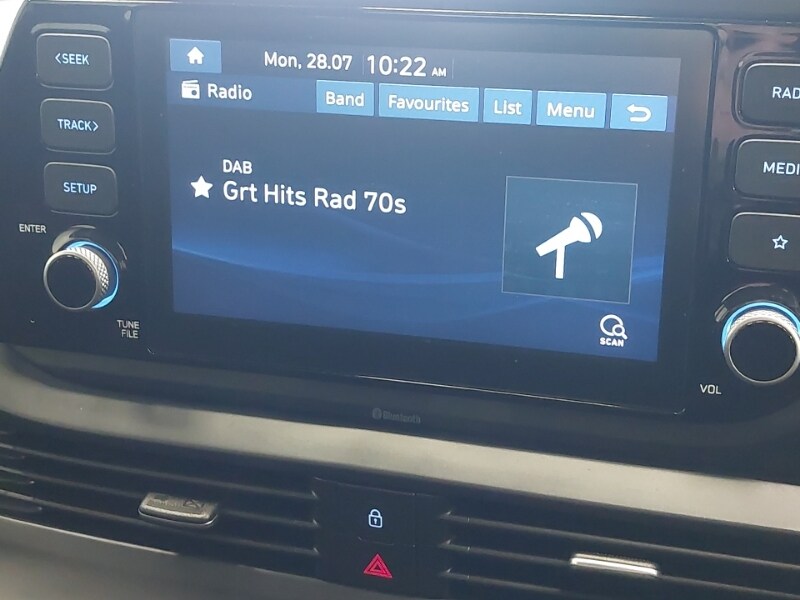 <SEEK
TRACK>
SETUP
ENTER
TUNE
FILE
Mon, 28.07 10:22 AM
Radio Band Favourites List Menu
DAB
Grt Hits Rad 70s
SCAN
RAD
MEDI
VOL
Bluetooth